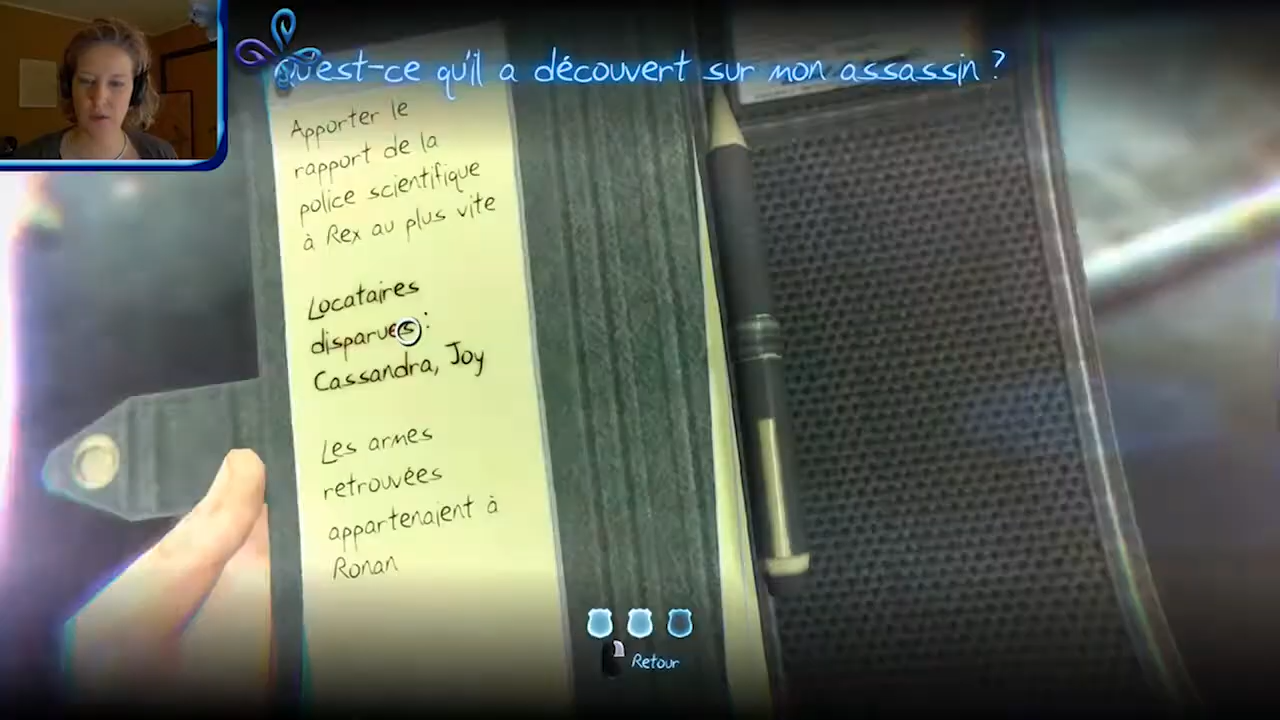 Qu'est-ce qu'il a découvert sur mon assassin ?
Apporter le
rapport de la
police scientifique
à Rex au plus vite
Locataires
disparues :
Cassandra, Joy
Les armes
retrouvées
appartenaient à
Ronan
Retour